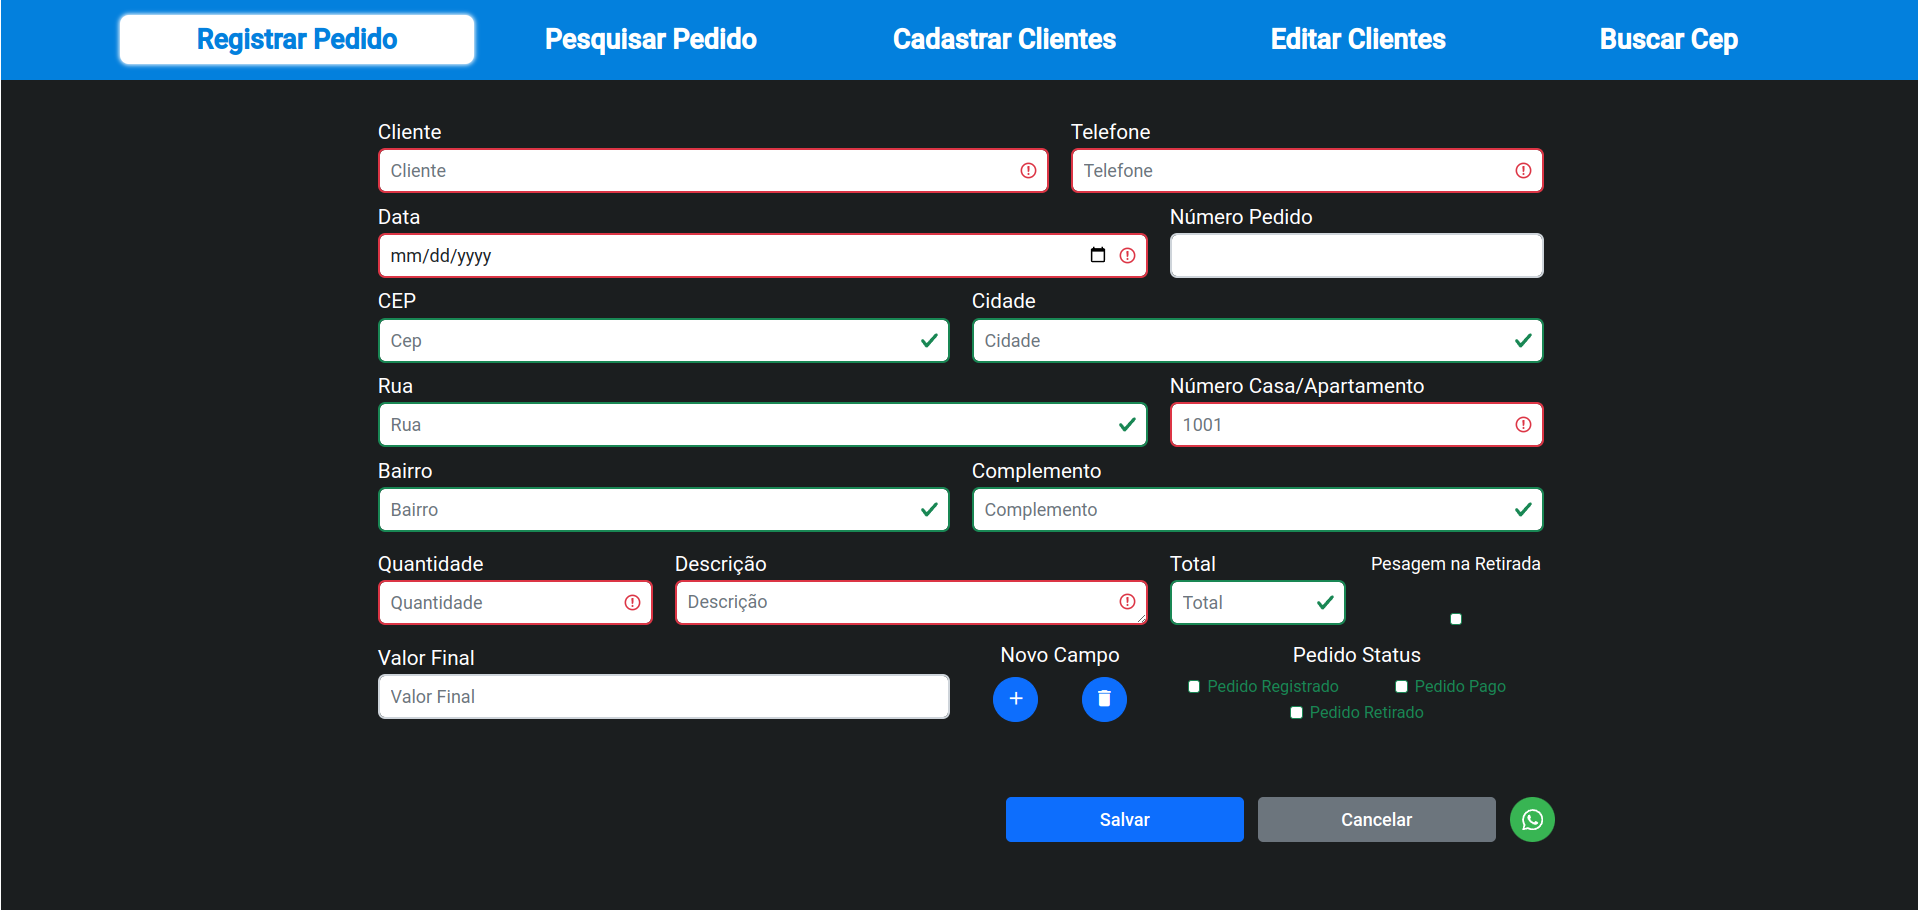 Registrar Pedido Pesquisar Pedido Cadastrar Clientes Editar Clientes Buscar Cep
Cliente Telefone
Cliente Telefone
Data Número Pedido
mm/dd/yyyy
CEP Cidade
Cep Cidade
Rua Número Casa/Apartamento
Rua 1001
Bairro Complemento
Bairro Complemento
Quantidade Descrição Total Pesagem na Retirada
Quantidade Descrição Total
Valor Final Novo Campo Pedido Status
Valor Final + Pedido Registrado Pedido Pago
Pedido Retirado
Salvar Cancelar